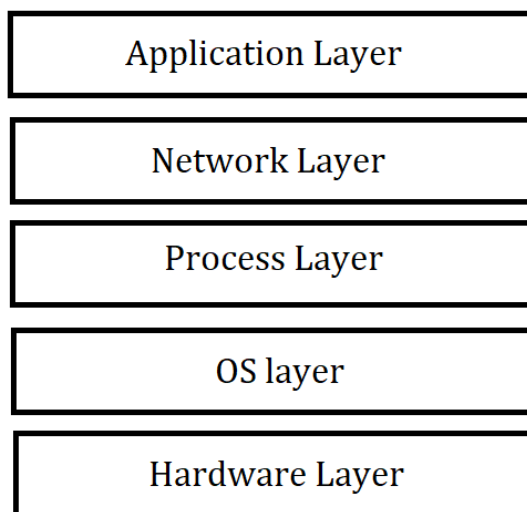 Application Layer
Network Layer
Process Layer
OS layer
Hardware Layer